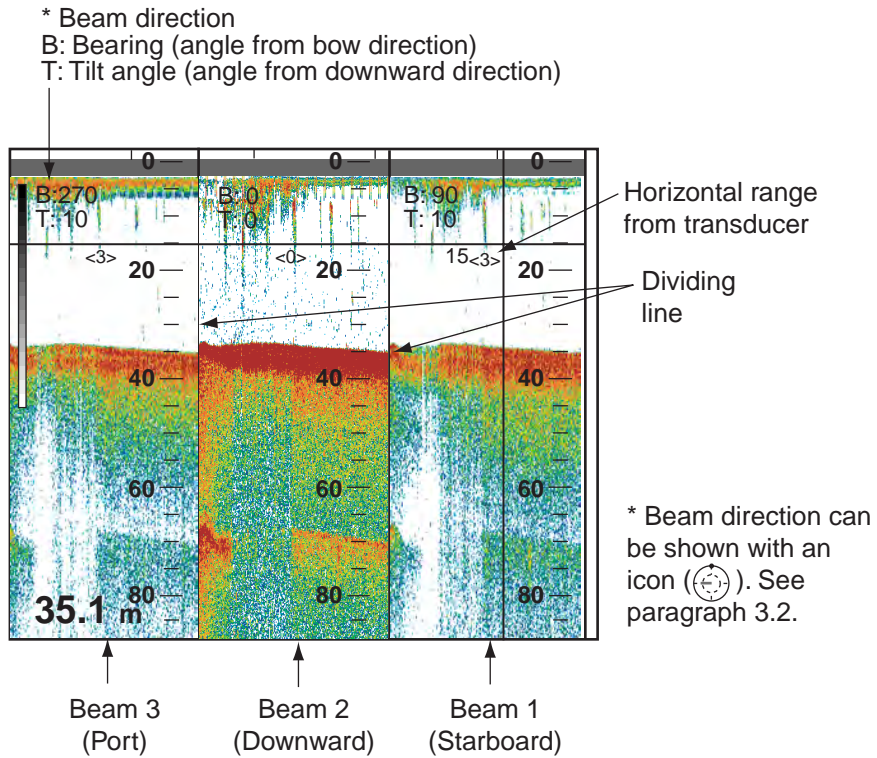 * Beam direction
B: Bearing (angle from bow direction)
T: Tilt angle (angle from downward direction)
0 0 0
B:270 B: 0 B: 90
T: 10 T: 0 T: 10
Horizontal range
from transducer
<3> <0> 15 <3>
20 20 20
Dividing
line
40 40 40
60 60 60
* Beam direction can
be shown with an
icon ( ). See
paragraph 3.2.
80 80 80
35.1 m
Beam 3 Beam 2 Beam 1
(Port) (Downward) (Starboard)